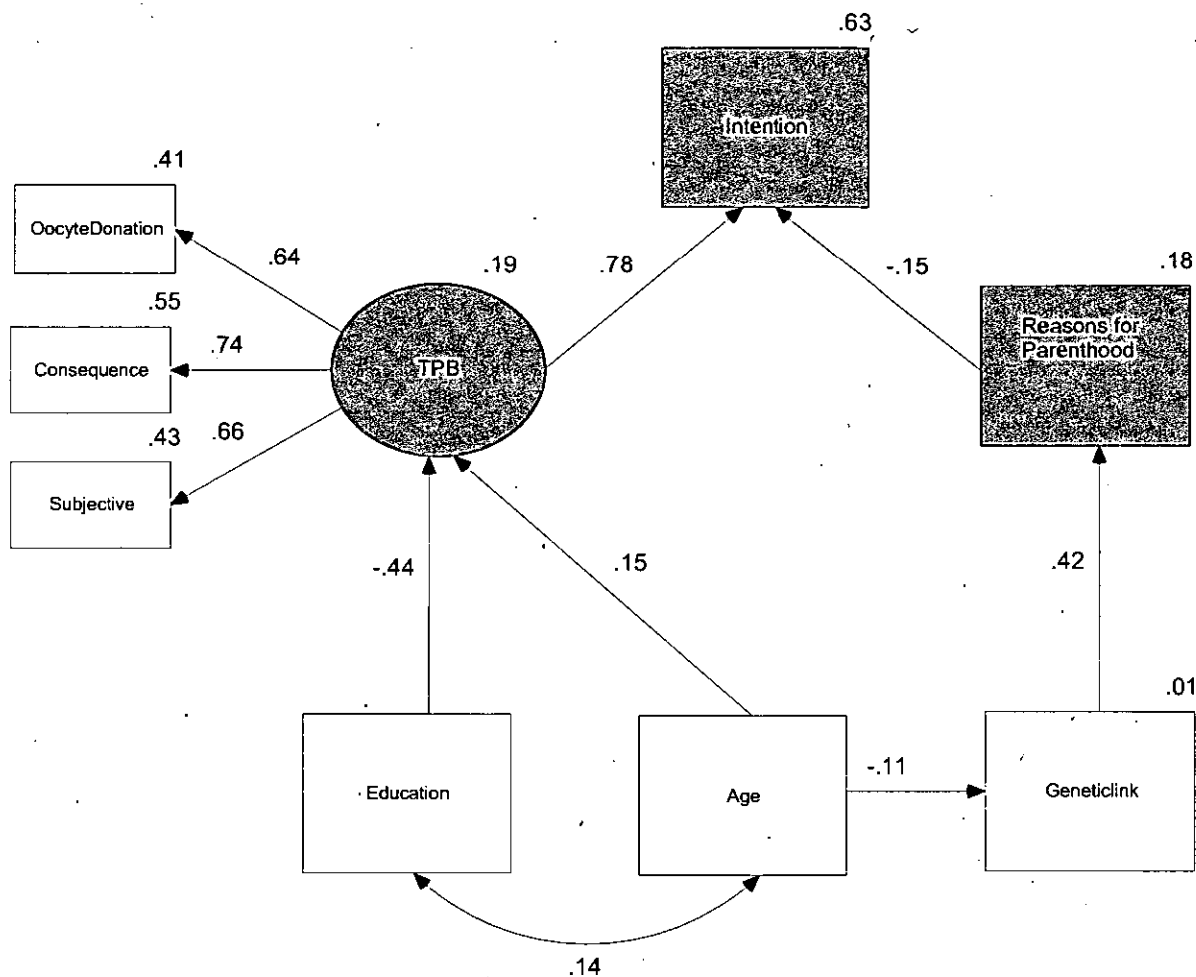 .63
Intention
.41
OocyteDonation
.64
.19
.78
-.15
.18
.55
Consequence
.74
TPB
Reasons for
Parenthood
.43
.66
Subjective
-.44
.15
.42
.01
Education
Age
-.11
Geneticlink
.14